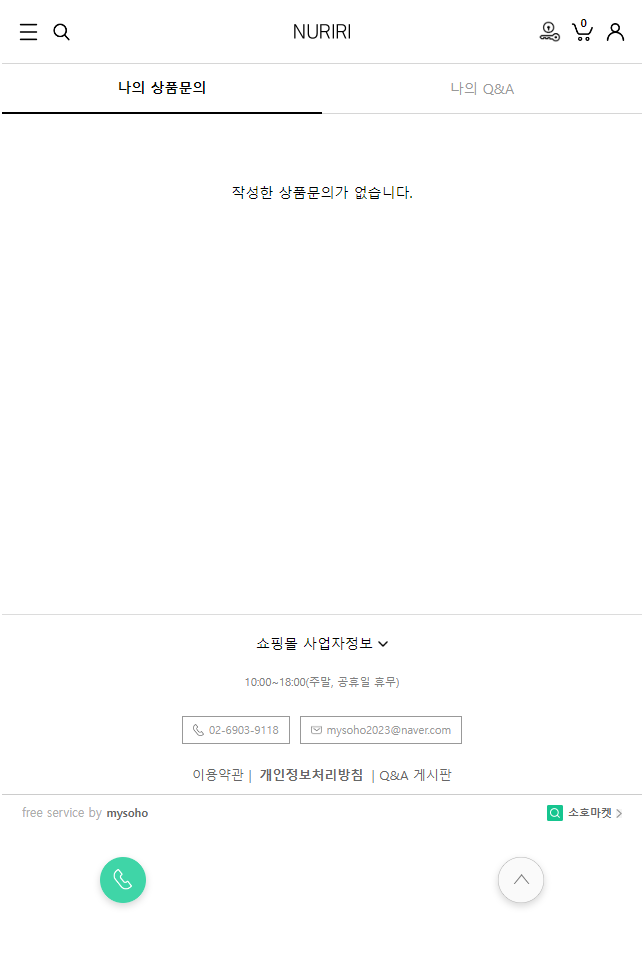 NURIRI
0
나의 상품문의
나의 Q&A
작성한 상품문의가 없습니다.
쇼핑몰 사업자정보
10:00~18:00(주말, 공휴일 휴무)
02-6903-9118
mysoho2023@naver.com
이용약관 | 개인정보처리방침 | Q&A 게시판
free service by mysoho
소호마켓